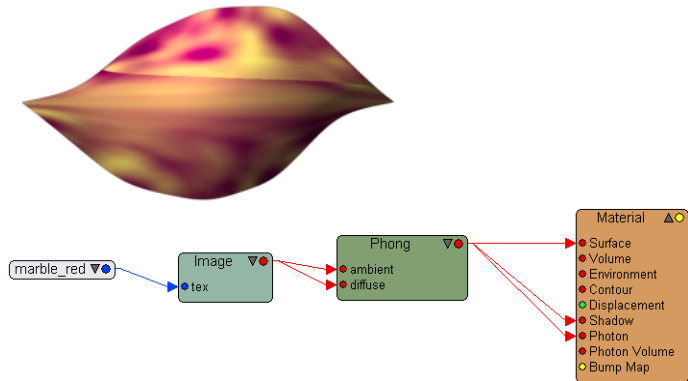 Material
Phong
Surface
Image
Volume
marble_red
ambient
Environment
tex
diffuse
Contour
Displacement
Shadow
Photon
Photon Volume
Bump Map